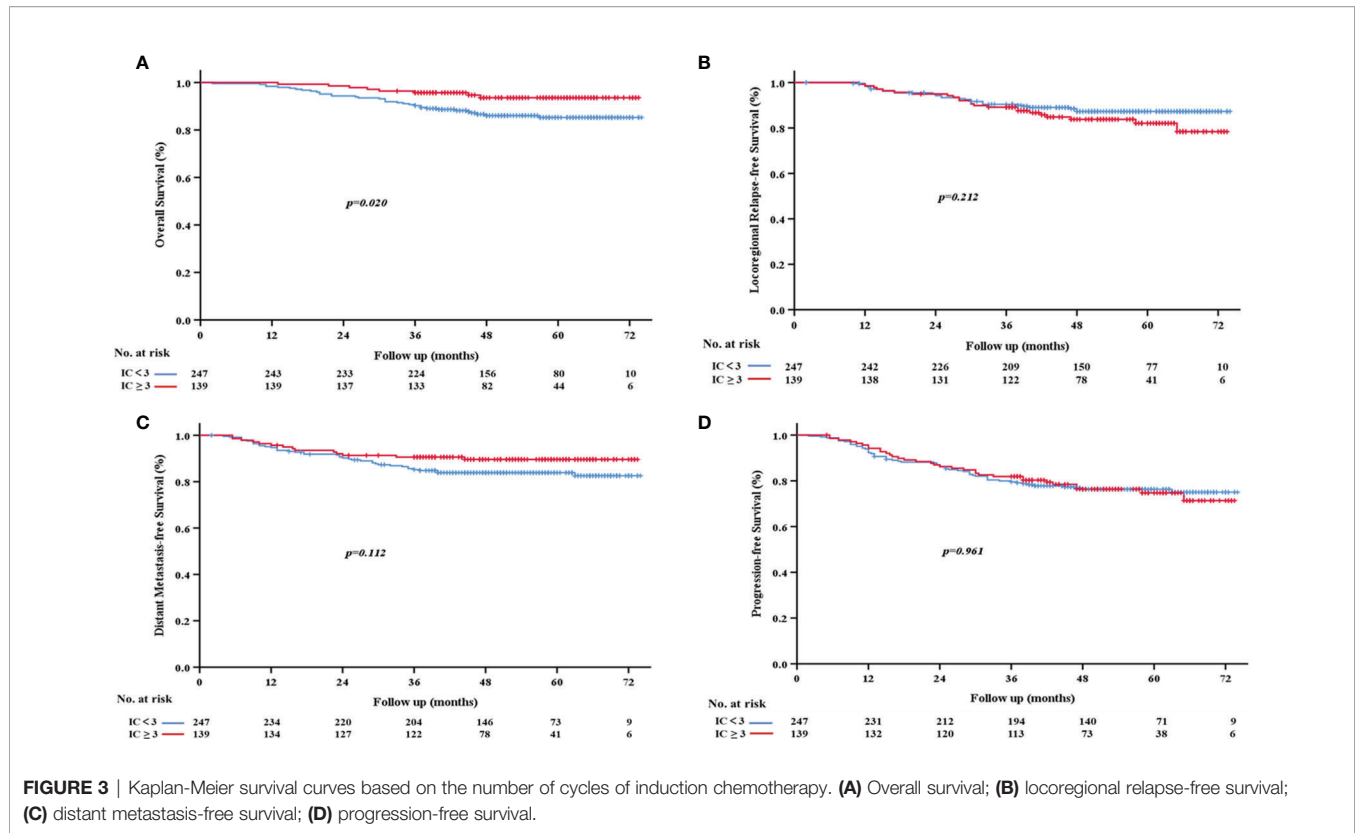 A
1.0
0.8
0.6
0.4
0.2
0.0
Overall Survival (%)
p=0.020
0 12 24 36 48 60 72
Follow up (months)
No. at risk
IC < 3 247 243 233 224 156 80 10
IC ≥ 3 139 139 137 133 82 44 6
B
1.0
0.8
0.6
0.4
0.2
0.0
Locoregional Relapse-free Survival (%)
p=0.212
0 12 24 36 48 60 72
Follow up (months)
No. at risk
IC < 3 247 242 226 209 150 77 10
IC ≥ 3 139 138 131 122 78 41 6
C
1.0
0.8
0.6
0.4
0.2
0.0
Distant Metastasis-free Survival (%)
p=0.112
0 12 24 36 48 60 72
Follow up (months)
No. at risk
IC < 3 247 234 220 204 146 73 9
IC ≥ 3 139 134 127 122 78 41 6
D
1.0
0.8
0.6
0.4
0.2
0.0
Progression-free Survival (%)
p=0.961
0 12 24 36 48 60 72
Follow up (months)
No. at risk
IC < 3 247 231 212 194 140 71 9
IC ≥ 3 139 132 120 113 73 38 6
FIGURE 3 | Kaplan-Meier survival curves based on the number of cycles of induction chemotherapy. (A) Overall survival; (B) locoregional relapse-free survival;
(C) distant metastasis-free survival; (D) progression-free survival.